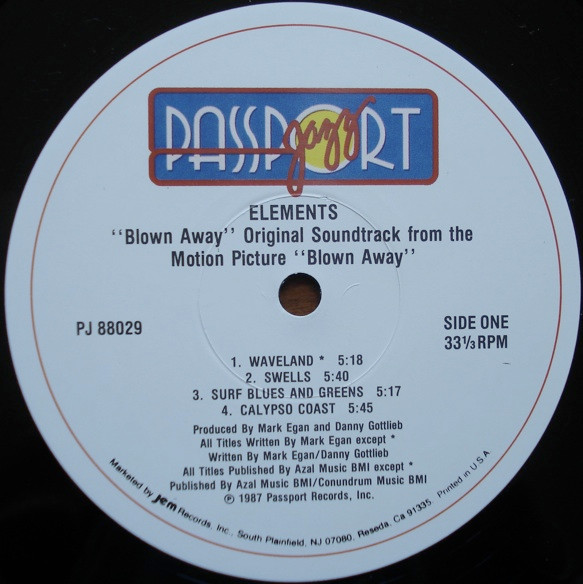 PASSPORT
jazz
ELEMENTS
"Blown Away" Original Soundtrack from the
Motion Picture "Blown Away"
PJ 88029
SIDE ONE
33⅓ RPM
1. WAVELAND * 5:18
2. SWELLS 5:40
3. SURF BLUES AND GREENS 5:17
4. CALYPSO COAST 5:45
Produced By Mark Egan and Danny Gottlieb
All Titles Written By Mark Egan except *
Written By Mark Egan/Danny Gottlieb
All Titles Published By Azal Music BMI except *
Published By Azal Music BMI/Conundrum Music BMI
℗ 1987 Passport Records, Inc.
Marketed by jem Records, Inc., South Plainfield, NJ 07080, Reseda, Ca 91335. Printed in U.S.A